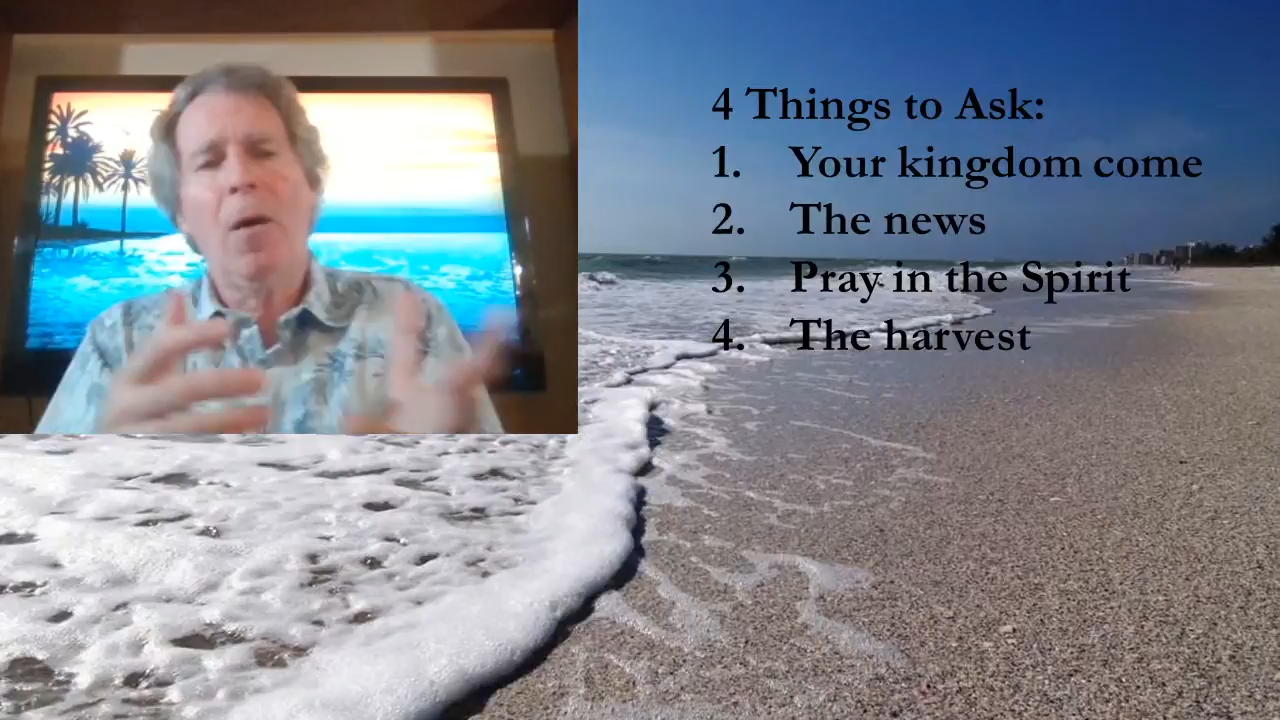 4 Things to Ask:
1. Your kingdom come
2. The news
3. Pray in the Spirit
4. The harvest